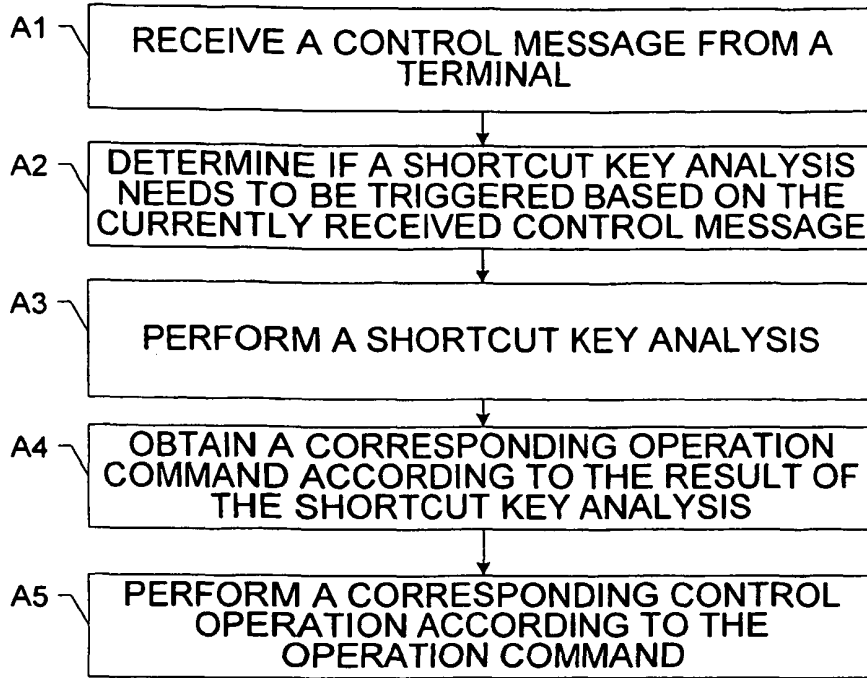 A1
RECEIVE A CONTROL MESSAGE FROM A
TERMINAL
A2
DETERMINE IF A SHORTCUT KEY ANALYSIS
NEEDS TO BE TRIGGERED BASED ON THE
CURRENTLY RECEIVED CONTROL MESSAGE
A3
PERFORM A SHORTCUT KEY ANALYSIS
A4
OBTAIN A CORRESPONDING OPERATION
COMMAND ACCORDING TO THE RESULT OF
THE SHORTCUT KEY ANALYSIS
A5
PERFORM A CORRESPONDING CONTROL
OPERATION ACCORDING TO THE
OPERATION COMMAND